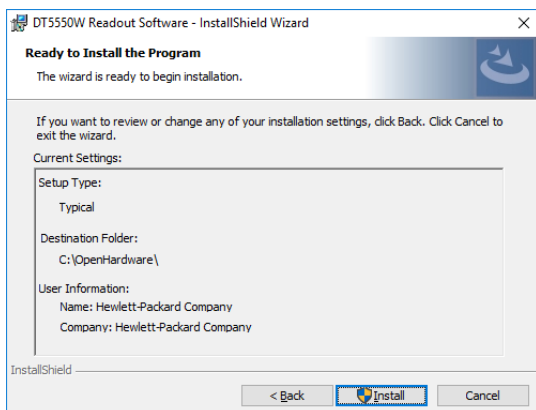 DT5550W Readout Software - InstallShield Wizard
Ready to Install the Program
The wizard is ready to begin installation.
If you want to review or change any of your installation settings, click Back. Click Cancel to
exit the wizard.
Current Settings:
Setup Type:
Typical
Destination Folder:
C:\OpenHardware\
User Information:
Name: Hewlett-Packard Company
Company: Hewlett-Packard Company
InstallShield
< Back
Install
Cancel